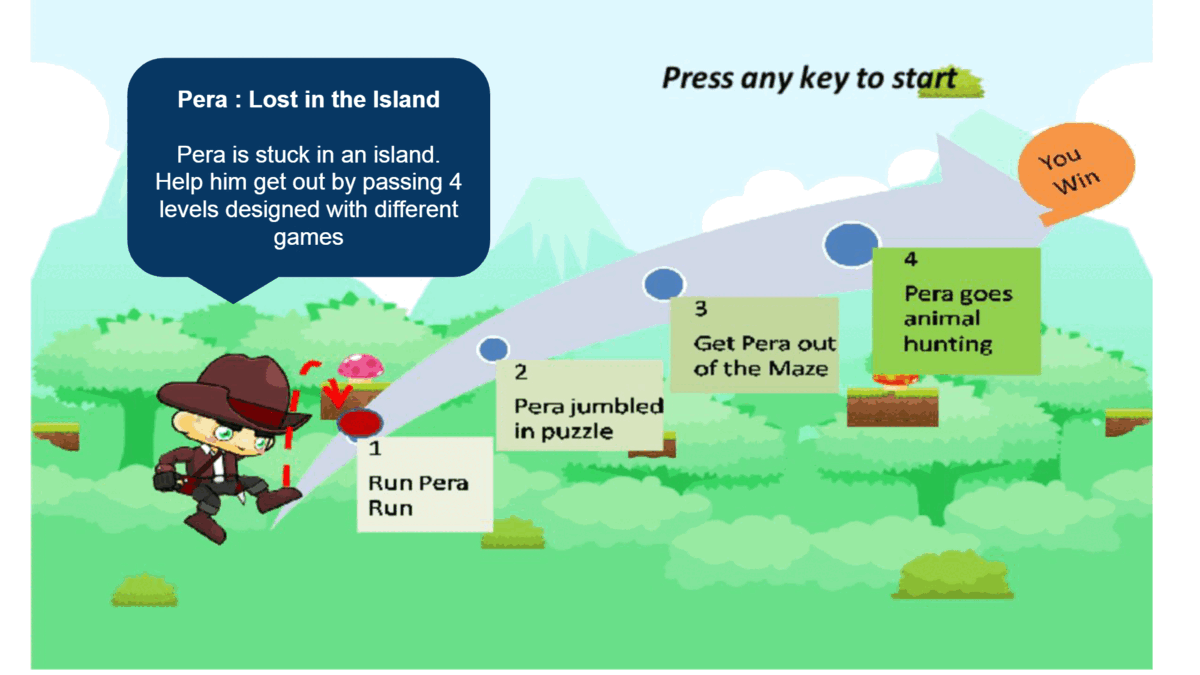 Press any key to start
Pera : Lost in the Island
Pera is stuck in an island.
Help him get out by passing 4
levels designed with different
games
You
Win
4
Pera goes
animal
hunting
3
Get Pera out
of the Maze
2
Pera jumbled
in puzzle
1
Run Pera
Run